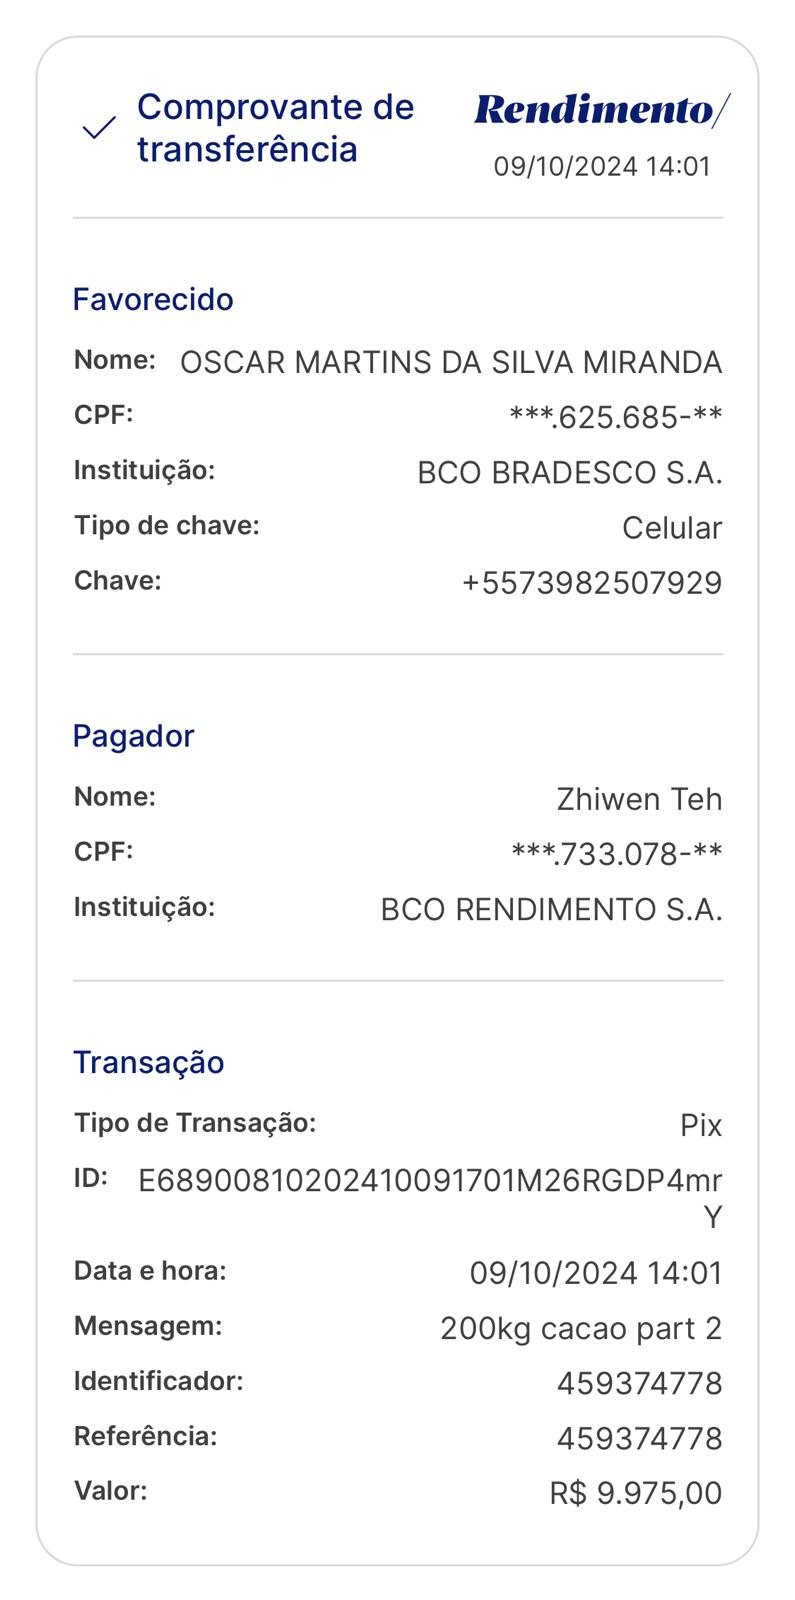 Comprovante de
transferência
Rendimento/
09/10/2024 14:01
Favorecido
Nome: OSCAR MARTINS DA SILVA MIRANDA
CPF: ***.625.685-**
Instituição: BCO BRADESCO S.A.
Tipo de chave: Celular
Chave: +5573982507929
Pagador
Nome: Zhiwen Teh
CPF: ***.733.078-**
Instituição: BCO RENDIMENTO S.A.
Transação
Tipo de Transação: Pix
ID: E68900810202410091701M26RGDP4mr
Y
Data e hora: 09/10/2024 14:01
Mensagem: 200kg cacao part 2
Identificador: 459374778
Referência: 459374778
Valor: R$ 9.975,00